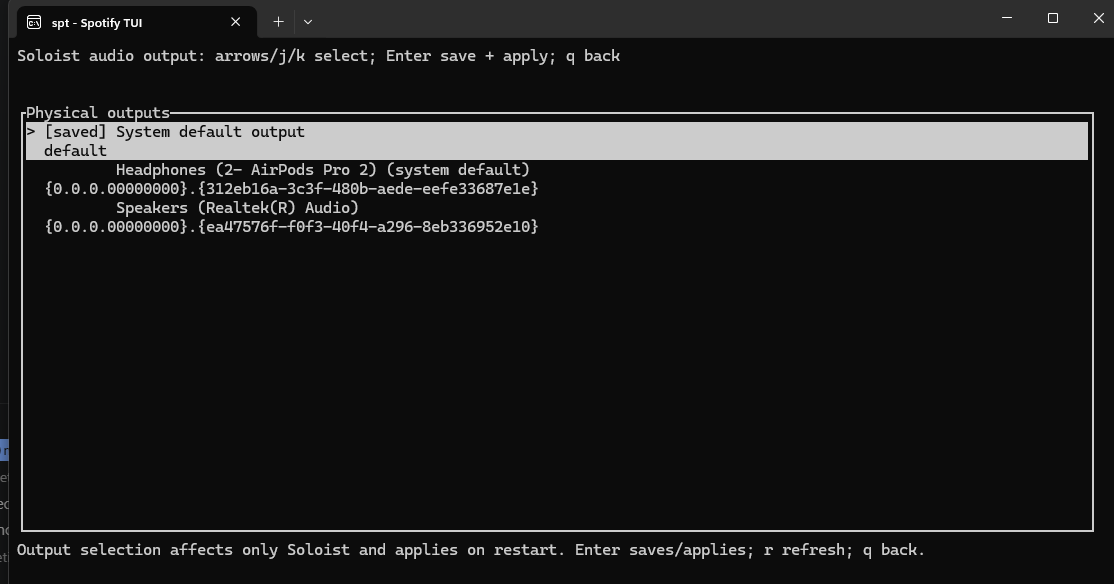 spt - Spotify TUI
Soloist audio output: arrows/j/k select; Enter save + apply; q back
Physical outputs
> [saved] System default output
default
Headphones (2- AirPods Pro 2) (system default)
{0.0.0.00000000}.{312eb16a-3c3f-480b-aede-eefe33687e1e}
Speakers (Realtek(R) Audio)
{0.0.0.00000000}.{ea47576f-f0f3-40f4-a296-8eb336952e10}
Output selection affects only Soloist and applies on restart. Enter saves/applies; r refresh; q back.